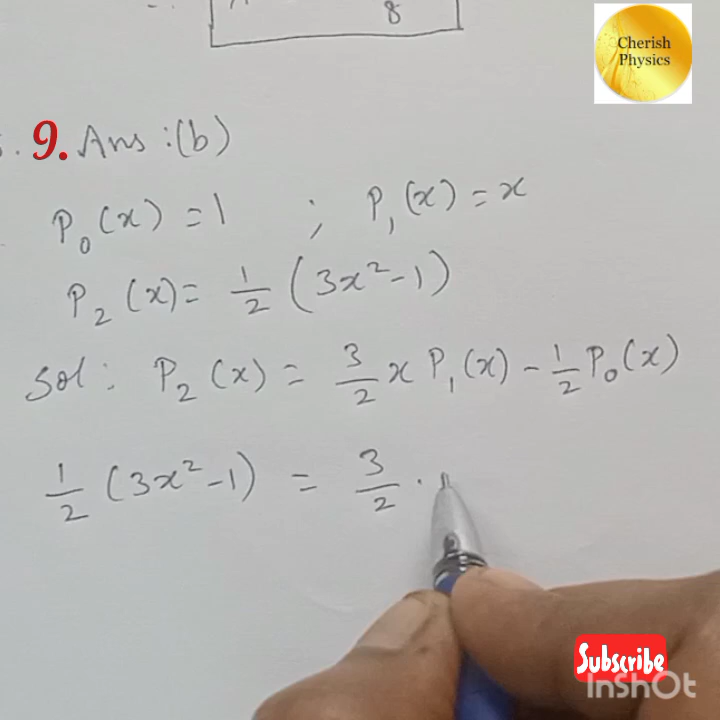 8
Cherish
Physics
9. Ans :(b)
P₀(x) = 1 ; P₁(x) = x
P₂(x) = 1/2 (3x² - 1)
Sol: P₂(x) = 3/2 x P₁(x) - 1/2 P₀(x)
1/2 (3x² - 1) = 3/2 ·
Subscribe
InShOt